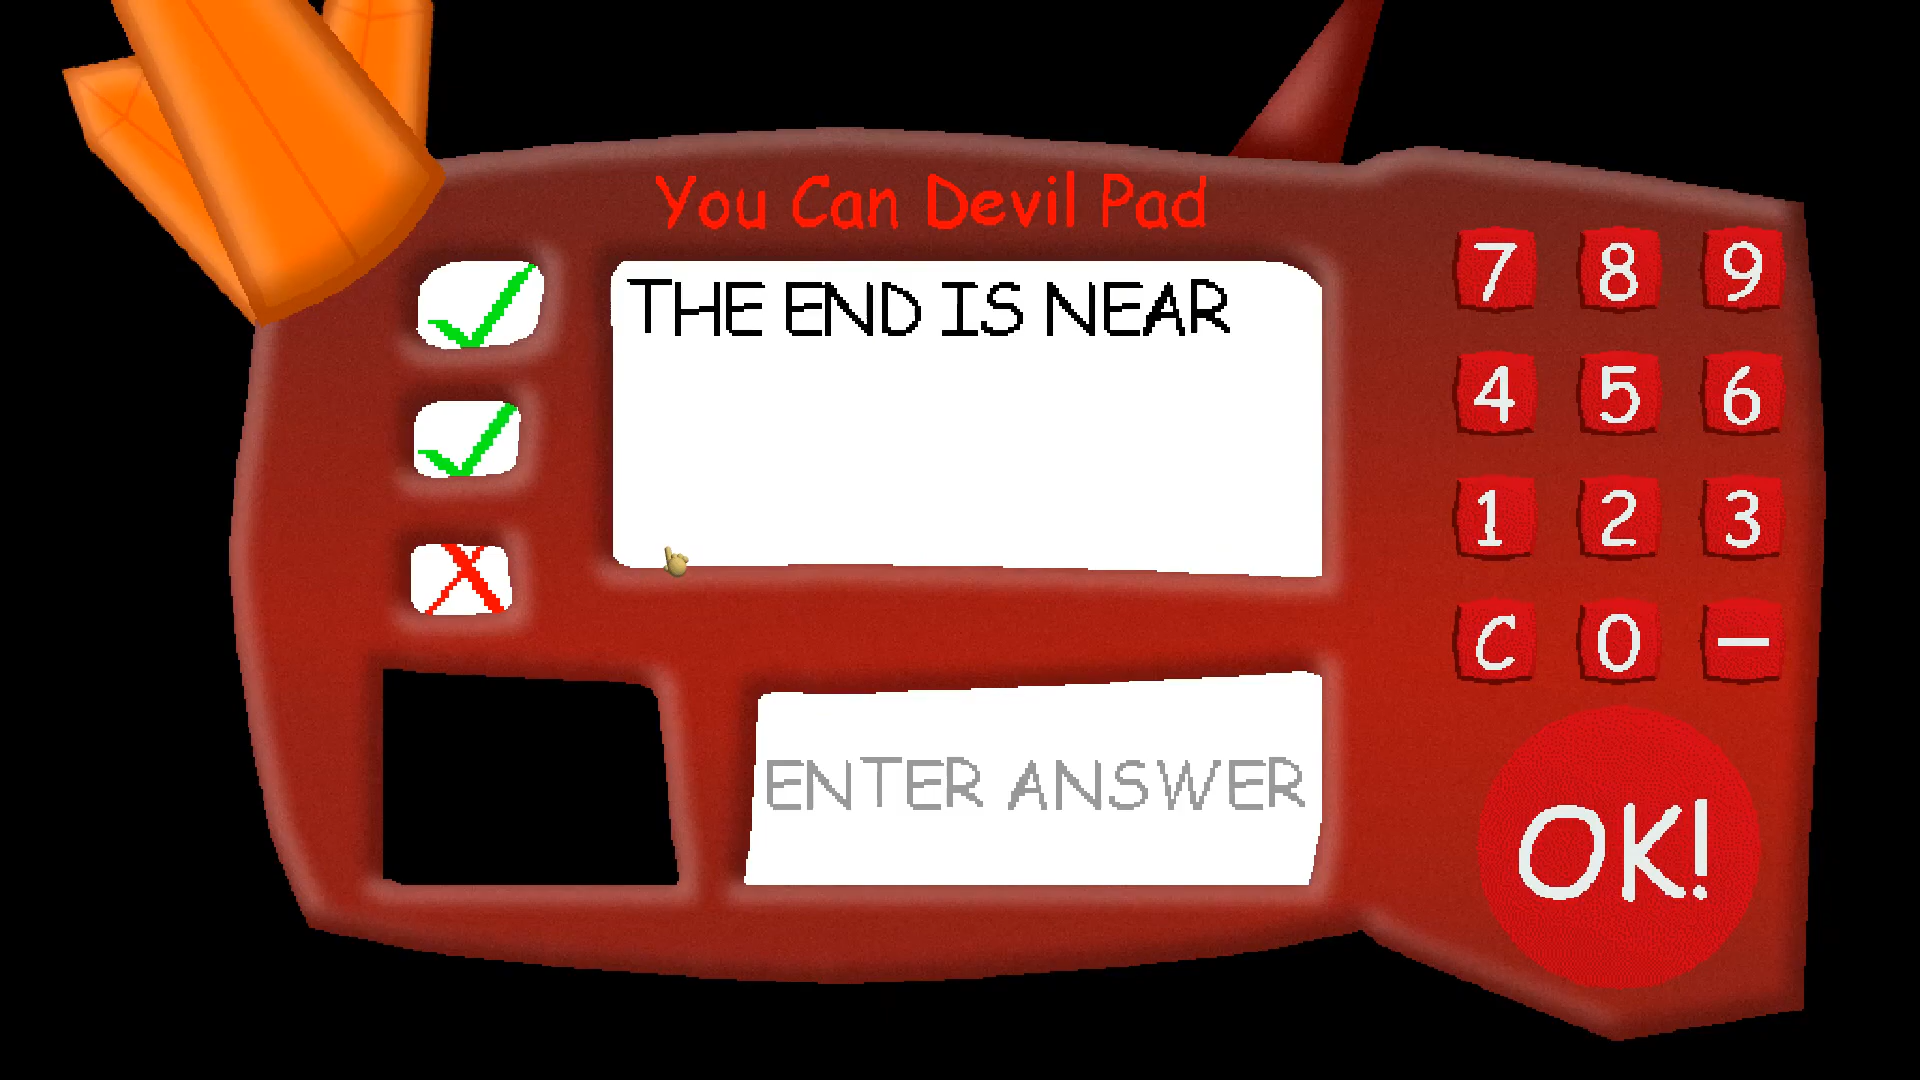 You Can Devil Pad
THE END IS NEAR
7 8 9
4 5 6
1 2 3
C 0 —
ENTER ANSWER
OK!